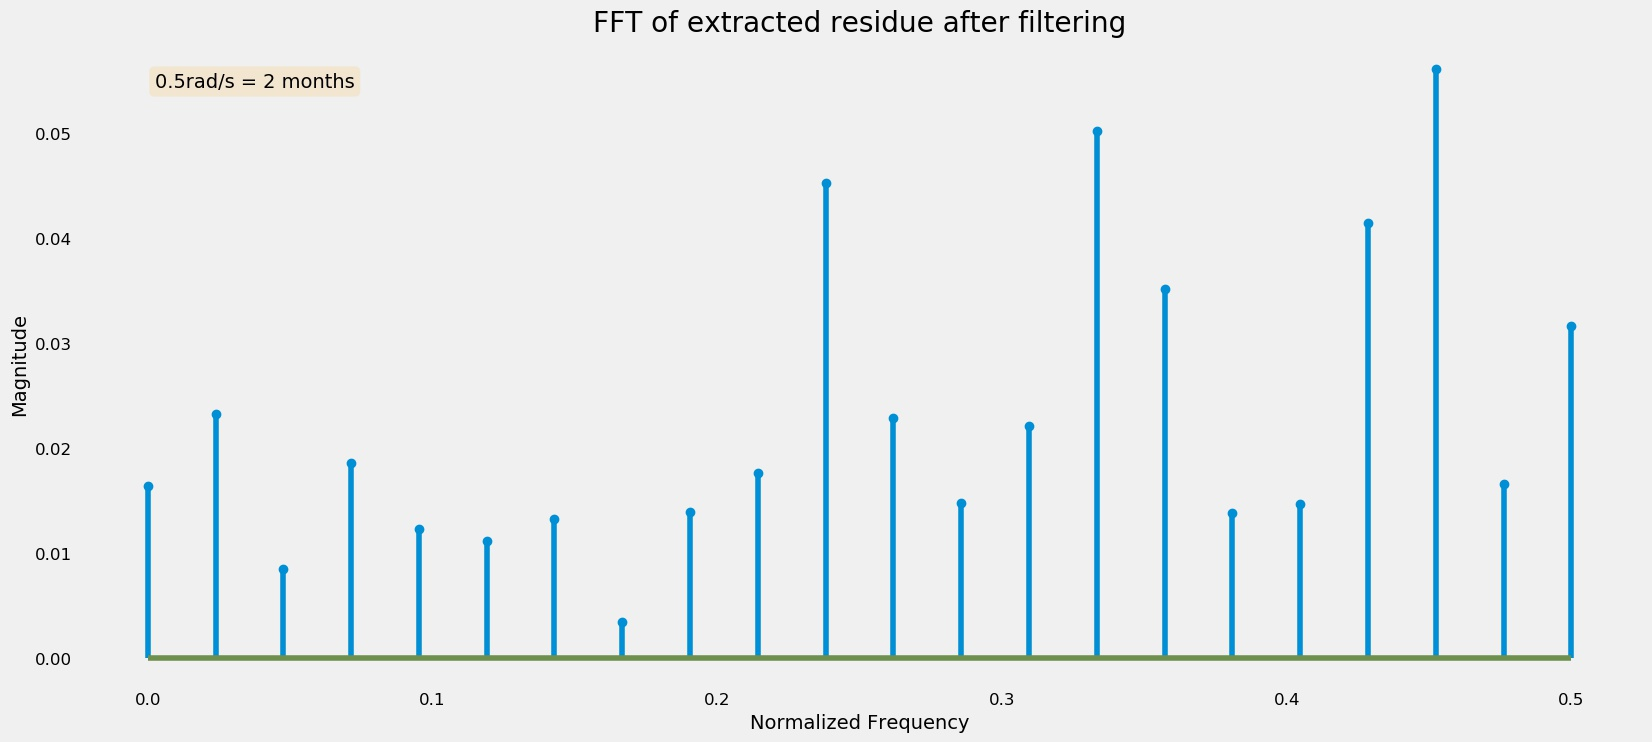 FFT of extracted residue after filtering
0.5rad/s = 2 months
0.05
0.04
0.03
0.02
0.01
0.00
Magnitude
0.0 0.1 0.2 0.3 0.4 0.5
Normalized Frequency